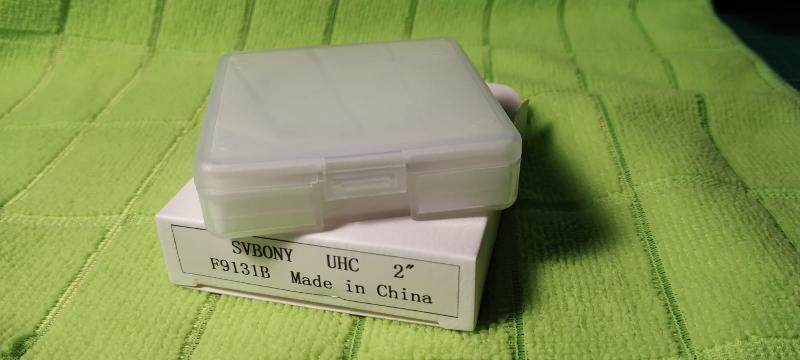 SVBONY UHC 2″
F9131B Made in China